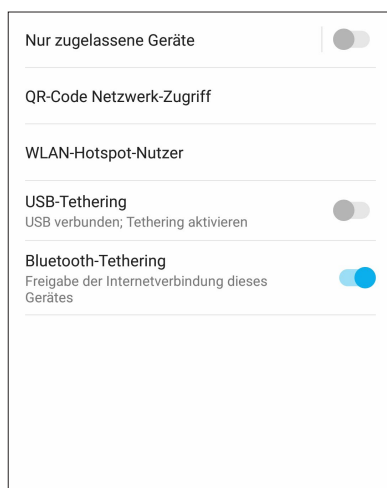 Nur zugelassene Geräte
QR-Code Netzwerk-Zugriff
WLAN-Hotspot-Nutzer
USB-Tethering
USB verbunden; Tethering aktivieren
Bluetooth-Tethering
Freigabe der Internetverbindung dieses
Gerätes